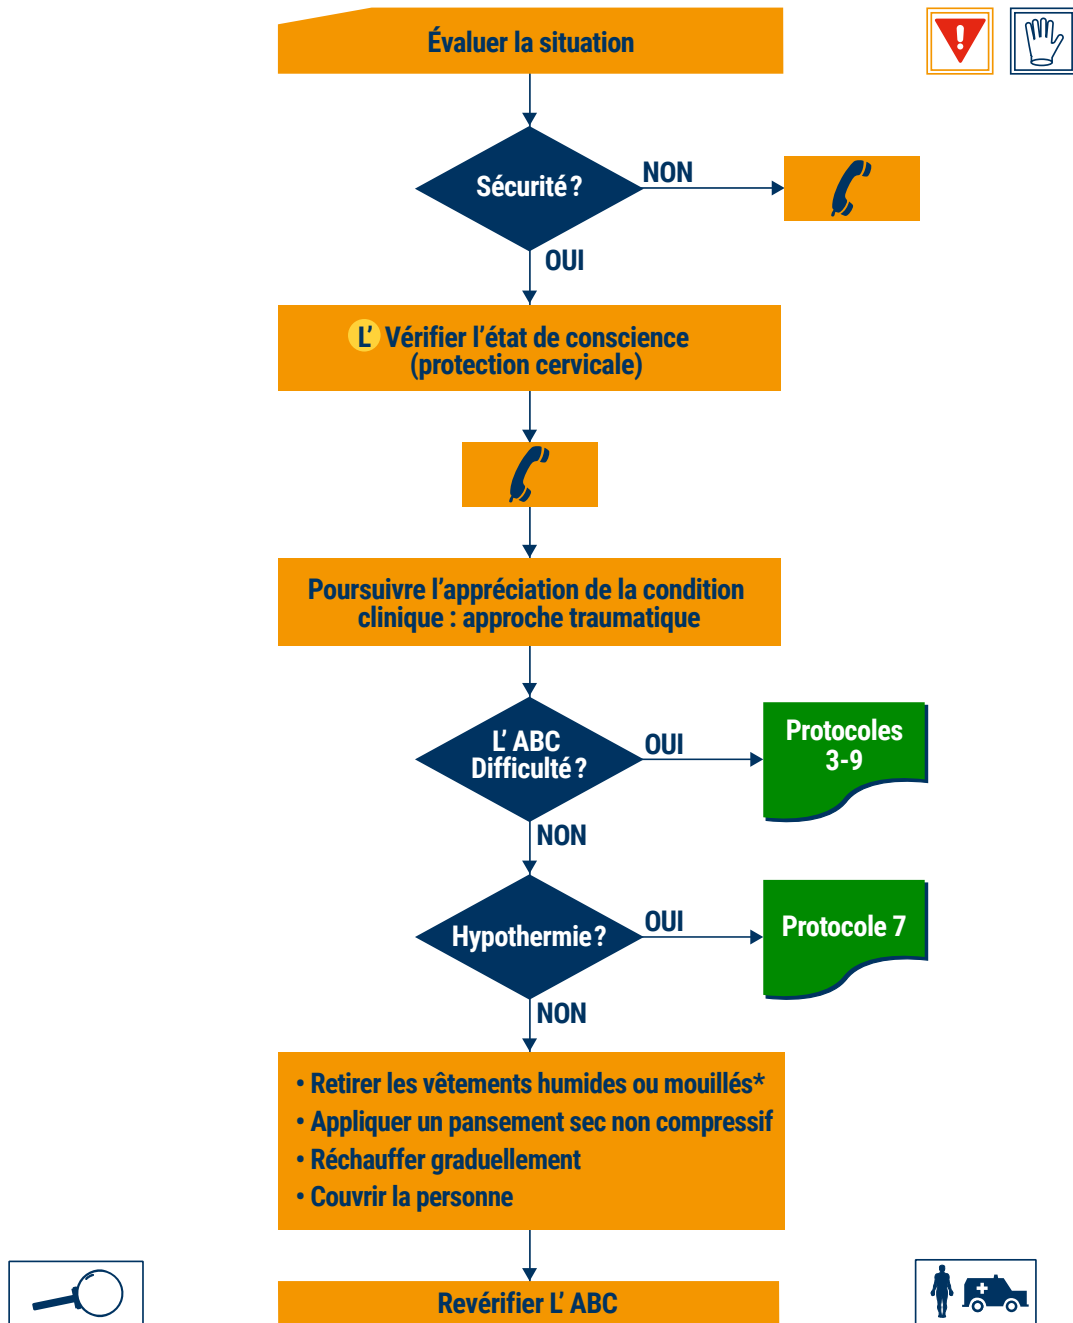 Évaluer la situation
Sécurité ?
NON
OUI
L' Vérifier l'état de conscience
(protection cervicale)
Poursuivre l'appréciation de la condition
clinique : approche traumatique
L' ABC
Difficulté ?
OUI
Protocoles
3-9
NON
Hypothermie ?
OUI
Protocole 7
NON
• Retirer les vêtements humides ou mouillés*
• Appliquer un pansement sec non compressif
• Réchauffer graduellement
• Couvrir la personne
Revérifier L' ABC